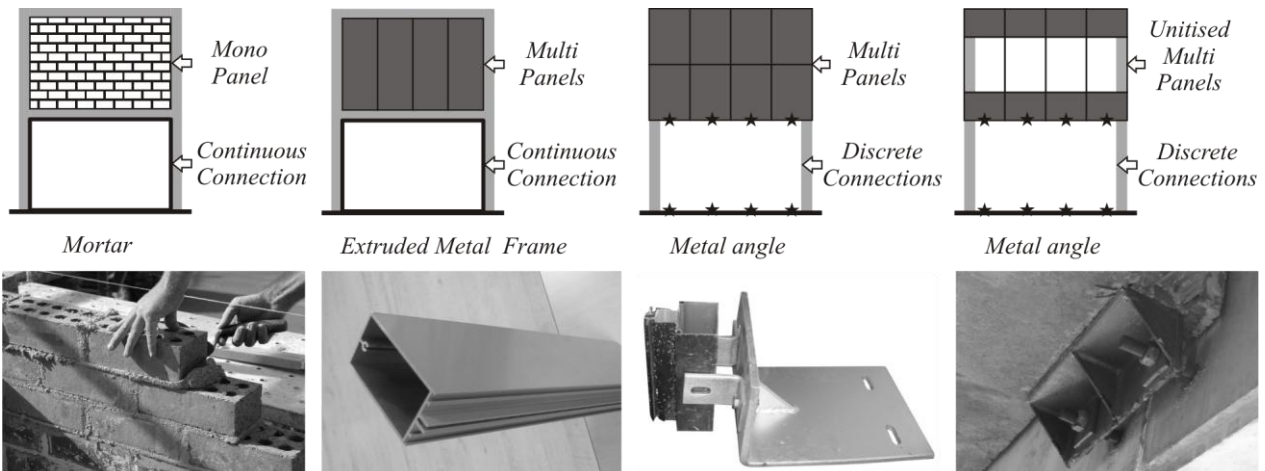 Mono
Panel
Continuous
Connection
Mortar
Multi
Panels
Continuous
Connection
Extruded Metal Frame
Multi
Panels
Discrete
Connections
Metal angle
Unitised
Multi
Panels
Discrete
Connections
Metal angle